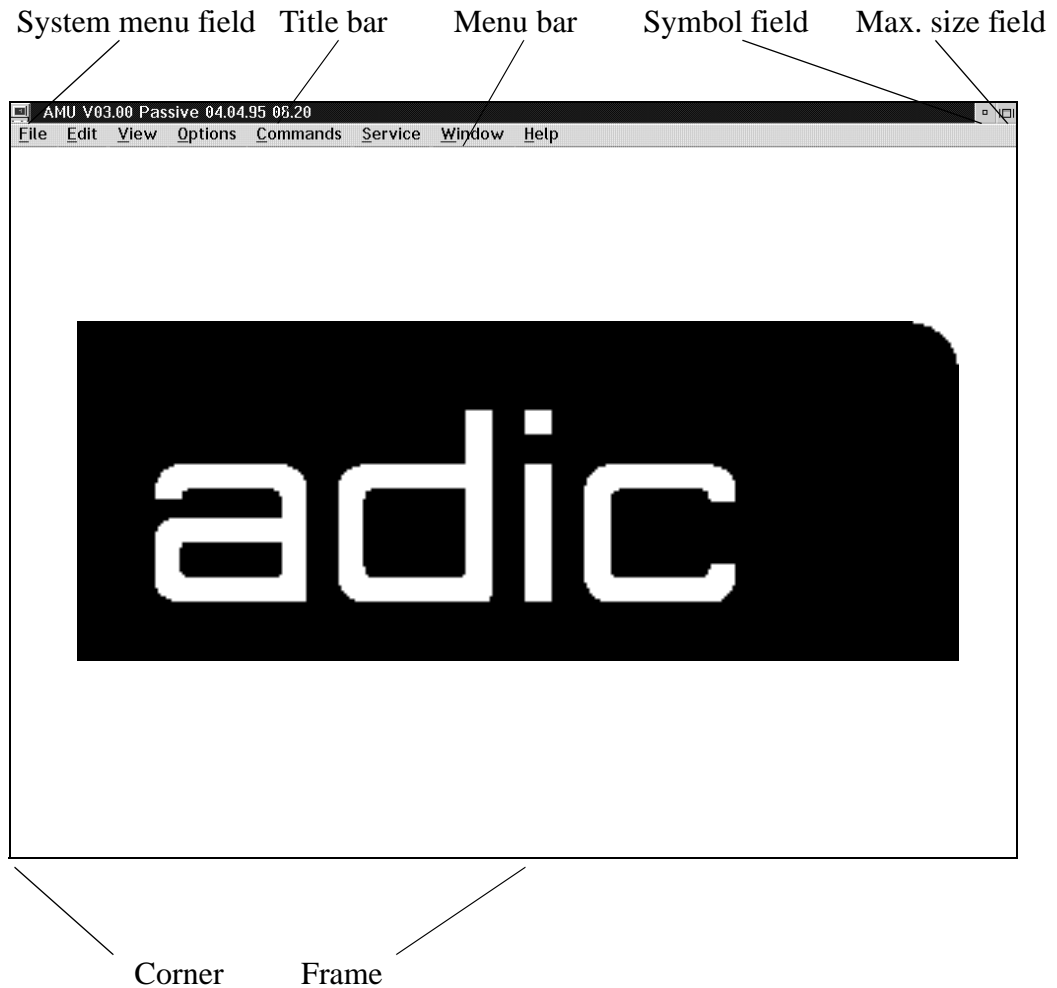 System menu field Title bar Menu bar Symbol field Max. size field
AMU V03.00 Passive 04.04.95 08.20
File Edit View Options Commands Service Window Help
adic
Corner Frame